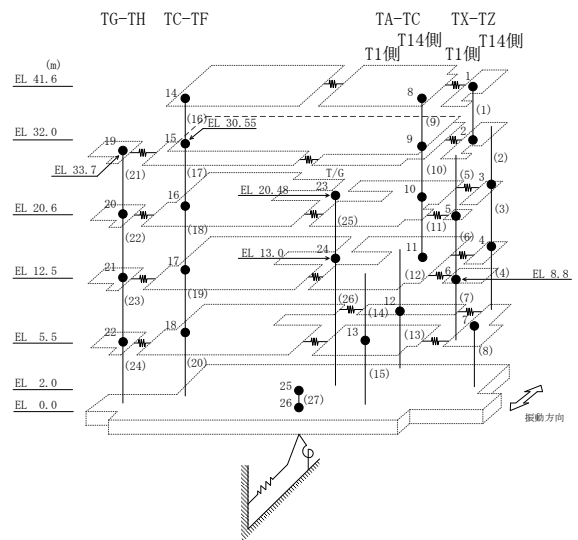 TG-TH TC-TF TA-TC TX-TZ
T14側 T14側
T1側 T1側
(m)
EL 41.6
14 8 1
(16) (9) (1)
EL 32.0
EL 30.55
19 15 9 2
EL 33.7
(21) (17) (10) (2)
T/G
EL 20.48
23 10 (5) 3
EL 20.6
20 16 (11) 5 (3)
(22) (18) (25) (6)
EL 13.0
24 11 4
EL 12.5
21 17 (12) 6 (4)
EL 8.8
(23) (19) (26) 12 (7)
(14)
EL 5.5
22 18 13 (13) 7
(24) (20) (15) (8)
EL 2.0
25
EL 0.0
26 (27)
振動方向